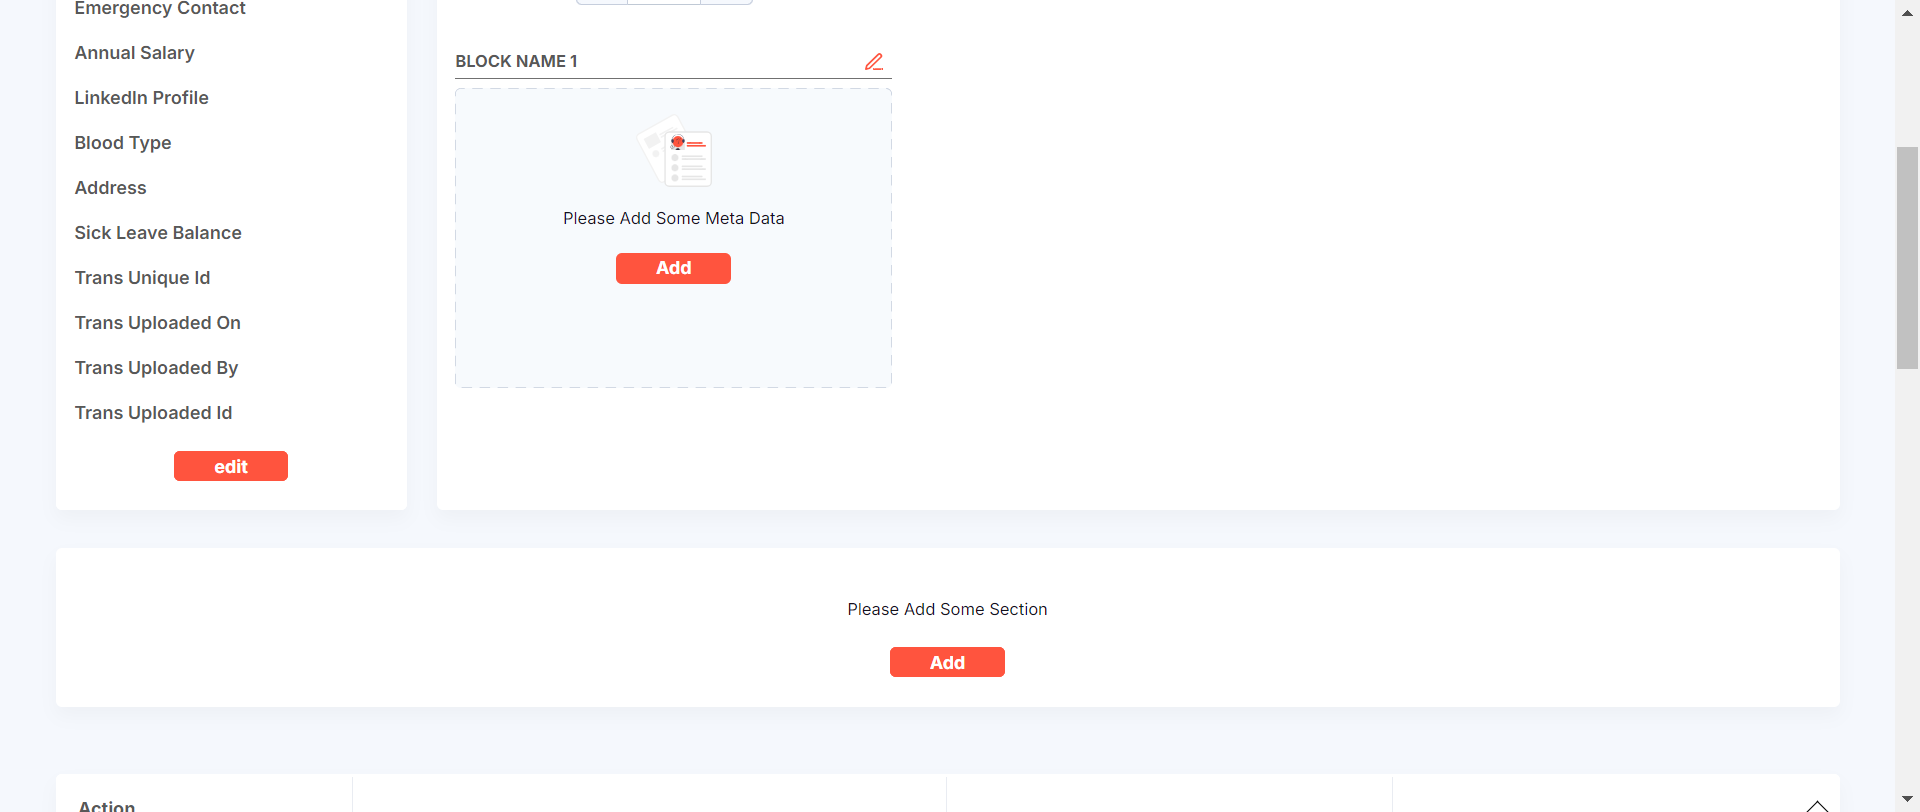 Emergency Contact
Annual Salary
LinkedIn Profile
Blood Type
Address
Sick Leave Balance
Trans Unique Id
Trans Uploaded On
Trans Uploaded By
Trans Uploaded Id
edit
BLOCK NAME 1
Please Add Some Meta Data
Add
Please Add Some Section
Add
Action